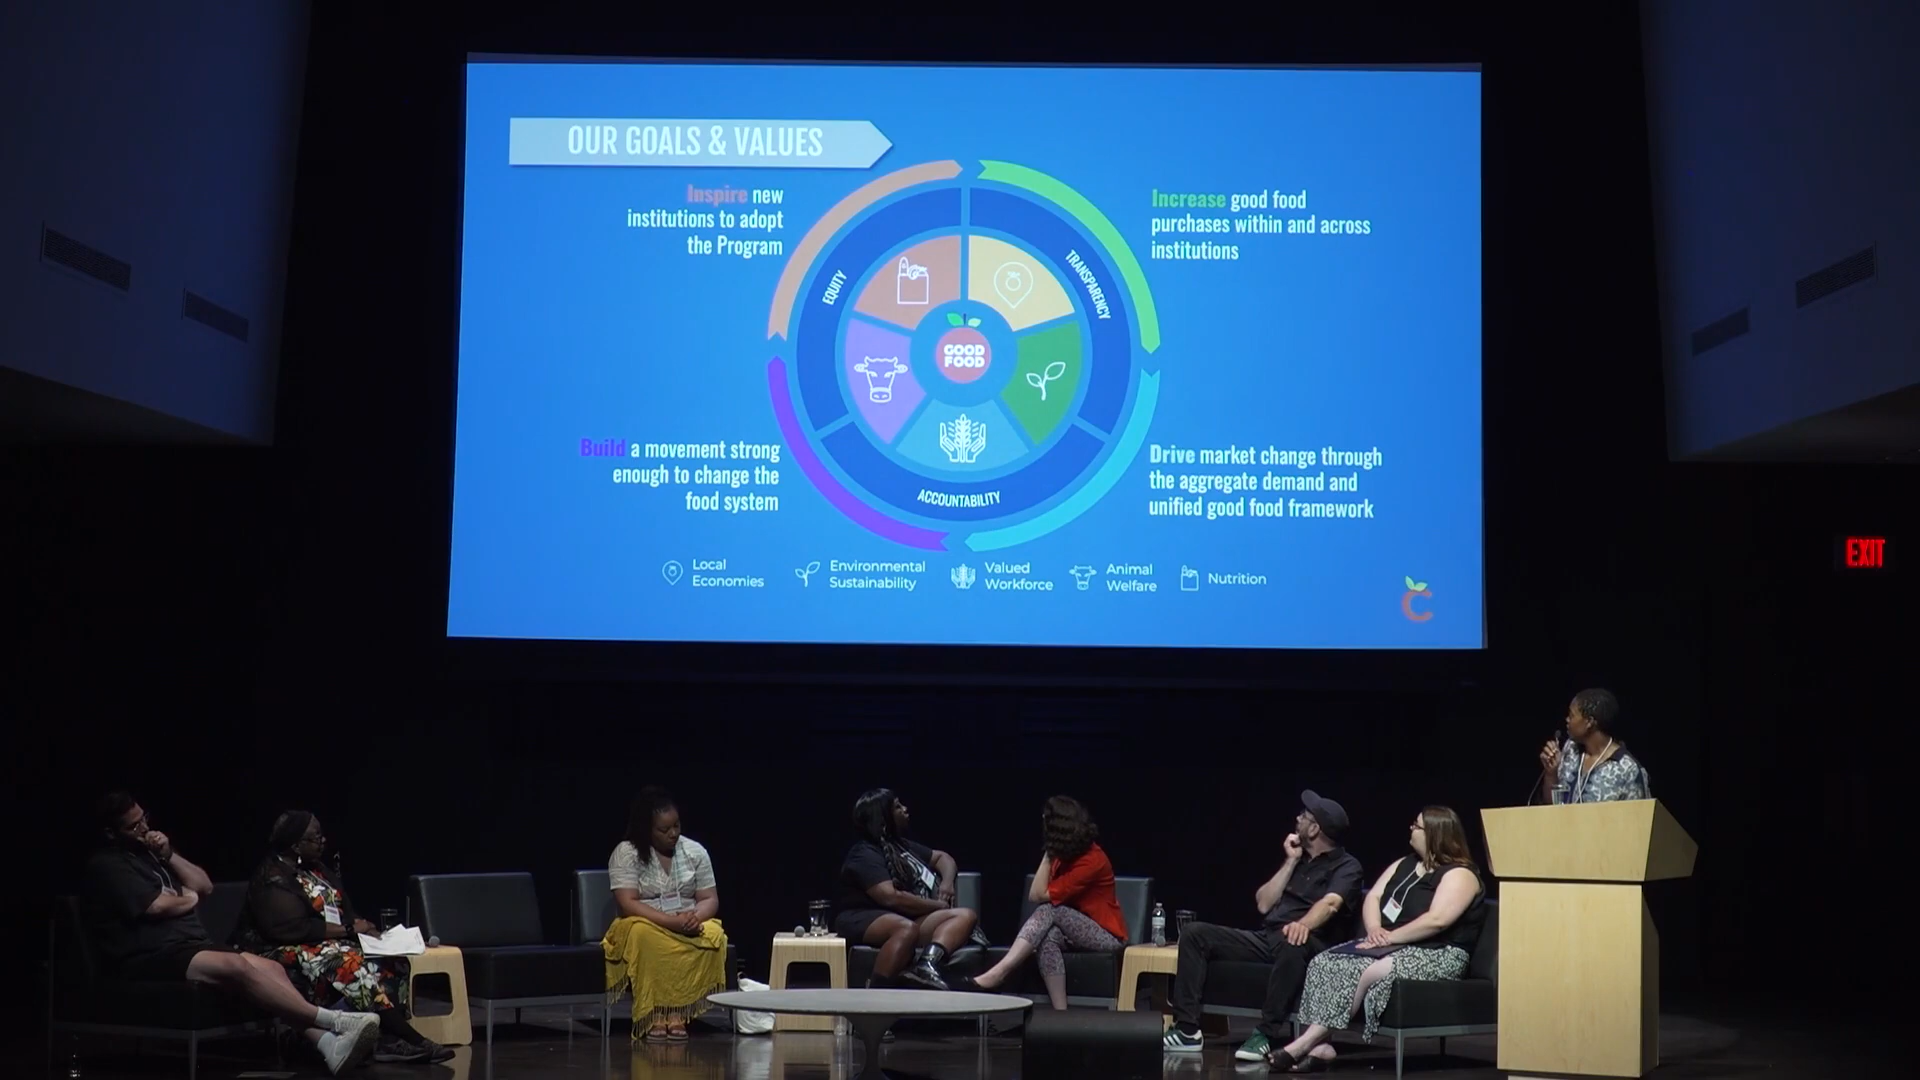 OUR GOALS & VALUES
Inspire new
institutions to adopt
the Program
Increase good food
purchases within and across
institutions
EQUITY
TRANSPARENCY
GOOD
FOOD
Build a movement strong
enough to change the
food system
Drive market change through
the aggregate demand and
unified good food framework
ACCOUNTABILITY
Local
Economies
Environmental
Sustainability
Valued
Workforce
Animal
Welfare
Nutrition
C
EXIT